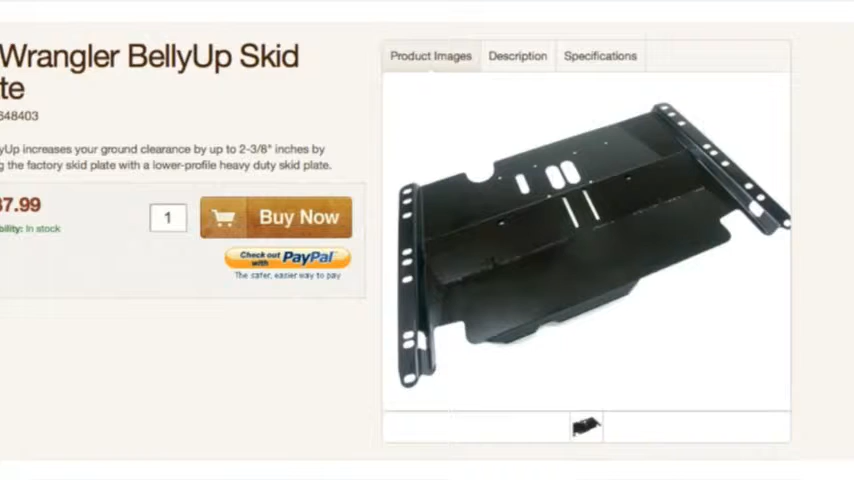 Wrangler BellyUp Skid
te
648403
yUp increases your ground clearance by up to 2-3/8" inches by
g the factory skid plate with a lower-profile heavy duty skid plate.
37.99
bility: In stock
1
Buy Now
Check out with PayPal
The safer, easier way to pay
Product Images
Description
Specifications